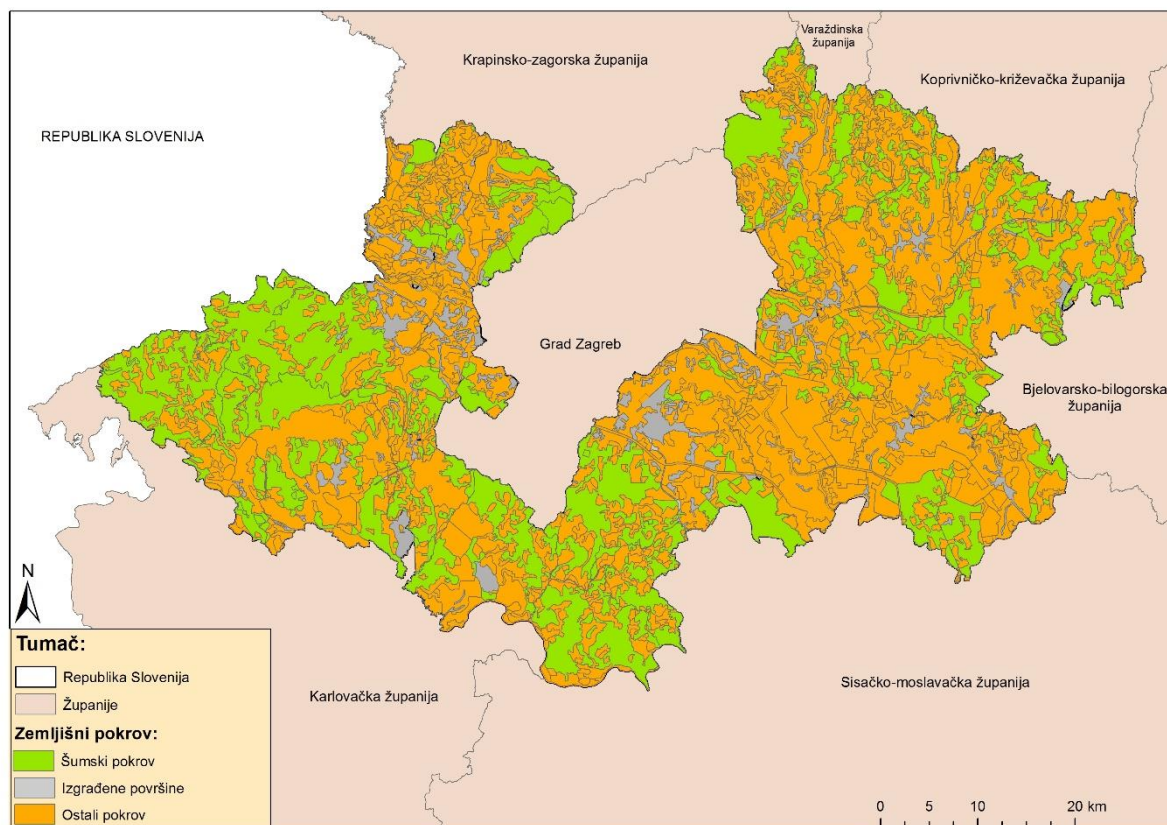 Varaždinska
županija
Krapinsko-zagorska županija
Koprivničko-križevačka županija
REPUBLIKA SLOVENIJA
Grad Zagreb
Bjelovarsko-bilogorska
županija
N
Tumač:
Republika Slovenija
Županije
Zemljišni pokrov:
Šumski pokrov
Izgrađene površine
Ostali pokrov
Karlovačka županija
Sisačko-moslavačka županija
0 5 10 20 km